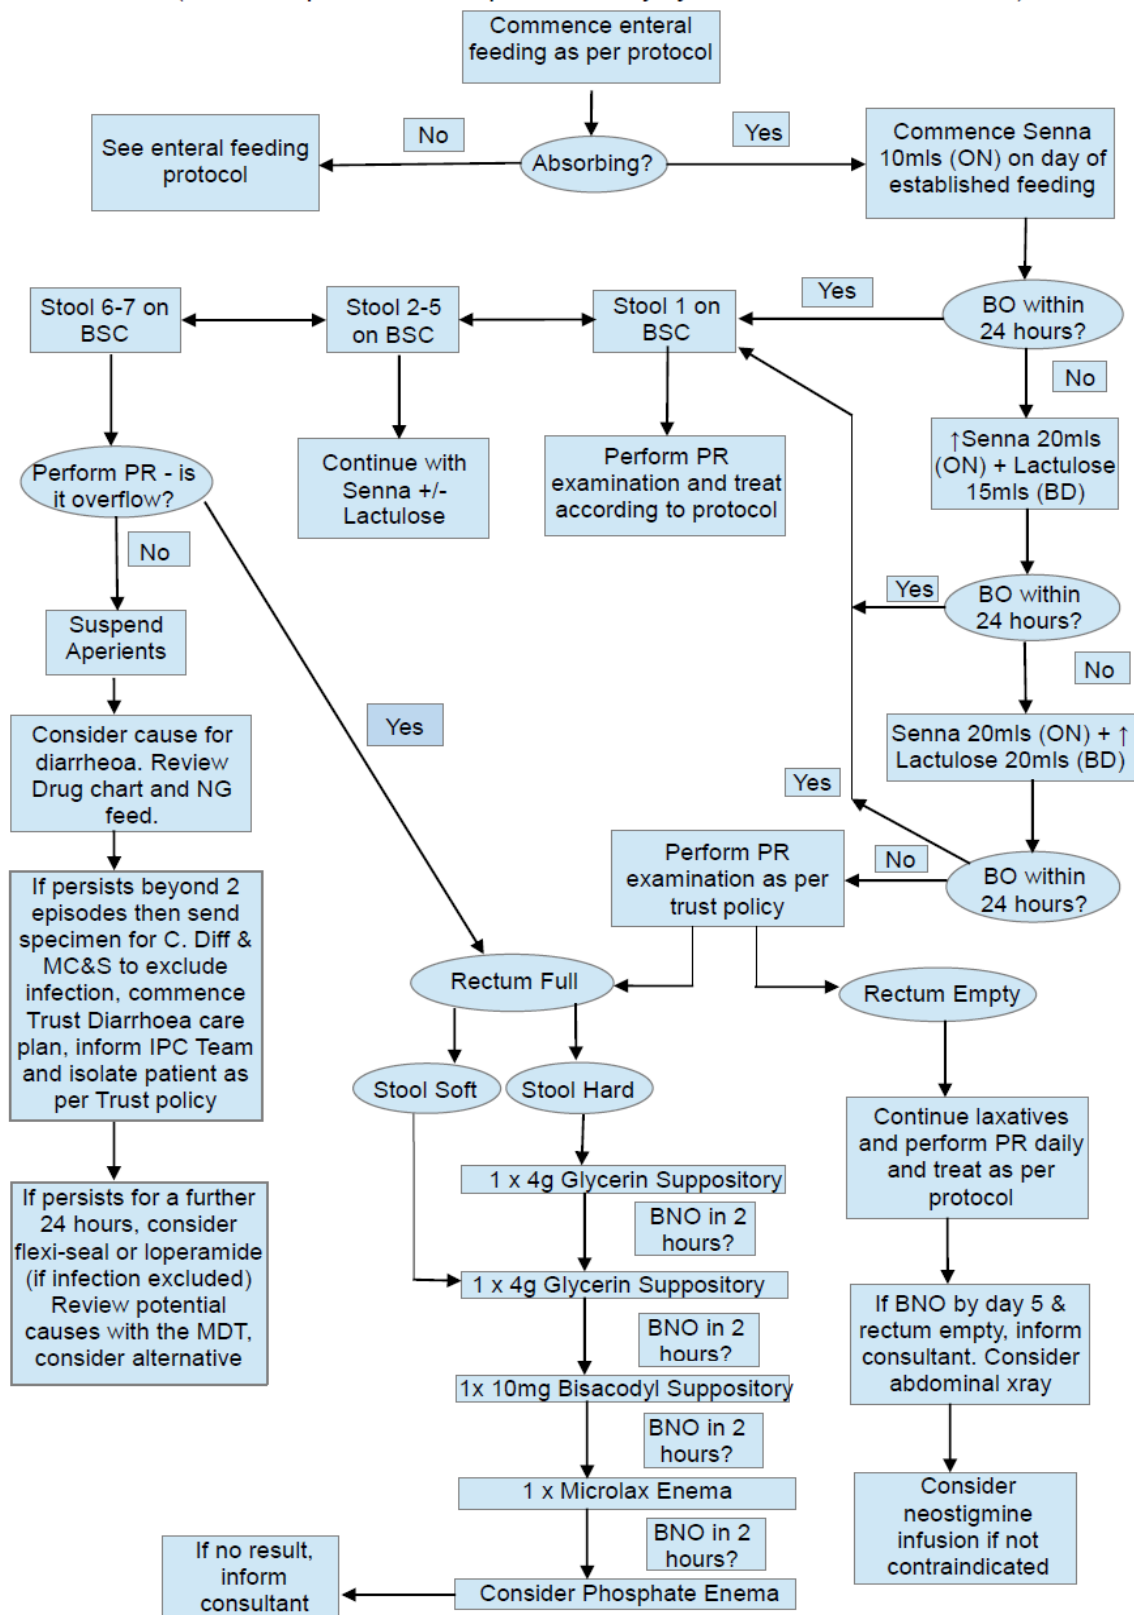 Commence enteral
feeding as per protocol
No
Yes
See enteral feeding
protocol
Absorbing?
Commence Senna
10mls (ON) on day of
established feeding
Stool 6-7 on
BSC
Stool 2-5
on BSC
Stool 1 on
BSC
Yes
BO within
24 hours?
No
Perform PR - is
it overflow?
Continue with
Senna +/-
Lactulose
Perform PR
examination and treat
according to protocol
↑Senna 20mls
(ON) + Lactulose
15mls (BD)
No
Yes
BO within
24 hours?
Suspend
Aperients
No
Yes
Consider cause for
diarrheoa. Review
Drug chart and NG
feed.
Senna 20mls (ON) + ↑
Lactulose 20mls (BD)
Yes
Perform PR
examination as per
trust policy
No
BO within
24 hours?
If persists beyond 2
episodes then send
specimen for C. Diff &
MC&S to exclude
infection, commence
Trust Diarrhoea care
plan, inform IPC Team
and isolate patient as
per Trust policy
Rectum Full
Rectum Empty
Stool Soft
Stool Hard
Continue laxatives
and perform PR daily
and treat as per
protocol
1 x 4g Glycerin Suppository
If persists for a further
24 hours, consider
flexi-seal or loperamide
(if infection excluded)
Review potential
causes with the MDT,
consider alternative
BNO in 2
hours?
1 x 4g Glycerin Suppository
If BNO by day 5 &
rectum empty, inform
consultant. Consider
abdominal xray
BNO in 2
hours?
1x 10mg Bisacodyl Suppository
BNO in 2
hours?
1 x Microlax Enema
Consider
neostigmine
infusion if not
contraindicated
BNO in 2
hours?
If no result,
inform
consultant
Consider Phosphate Enema